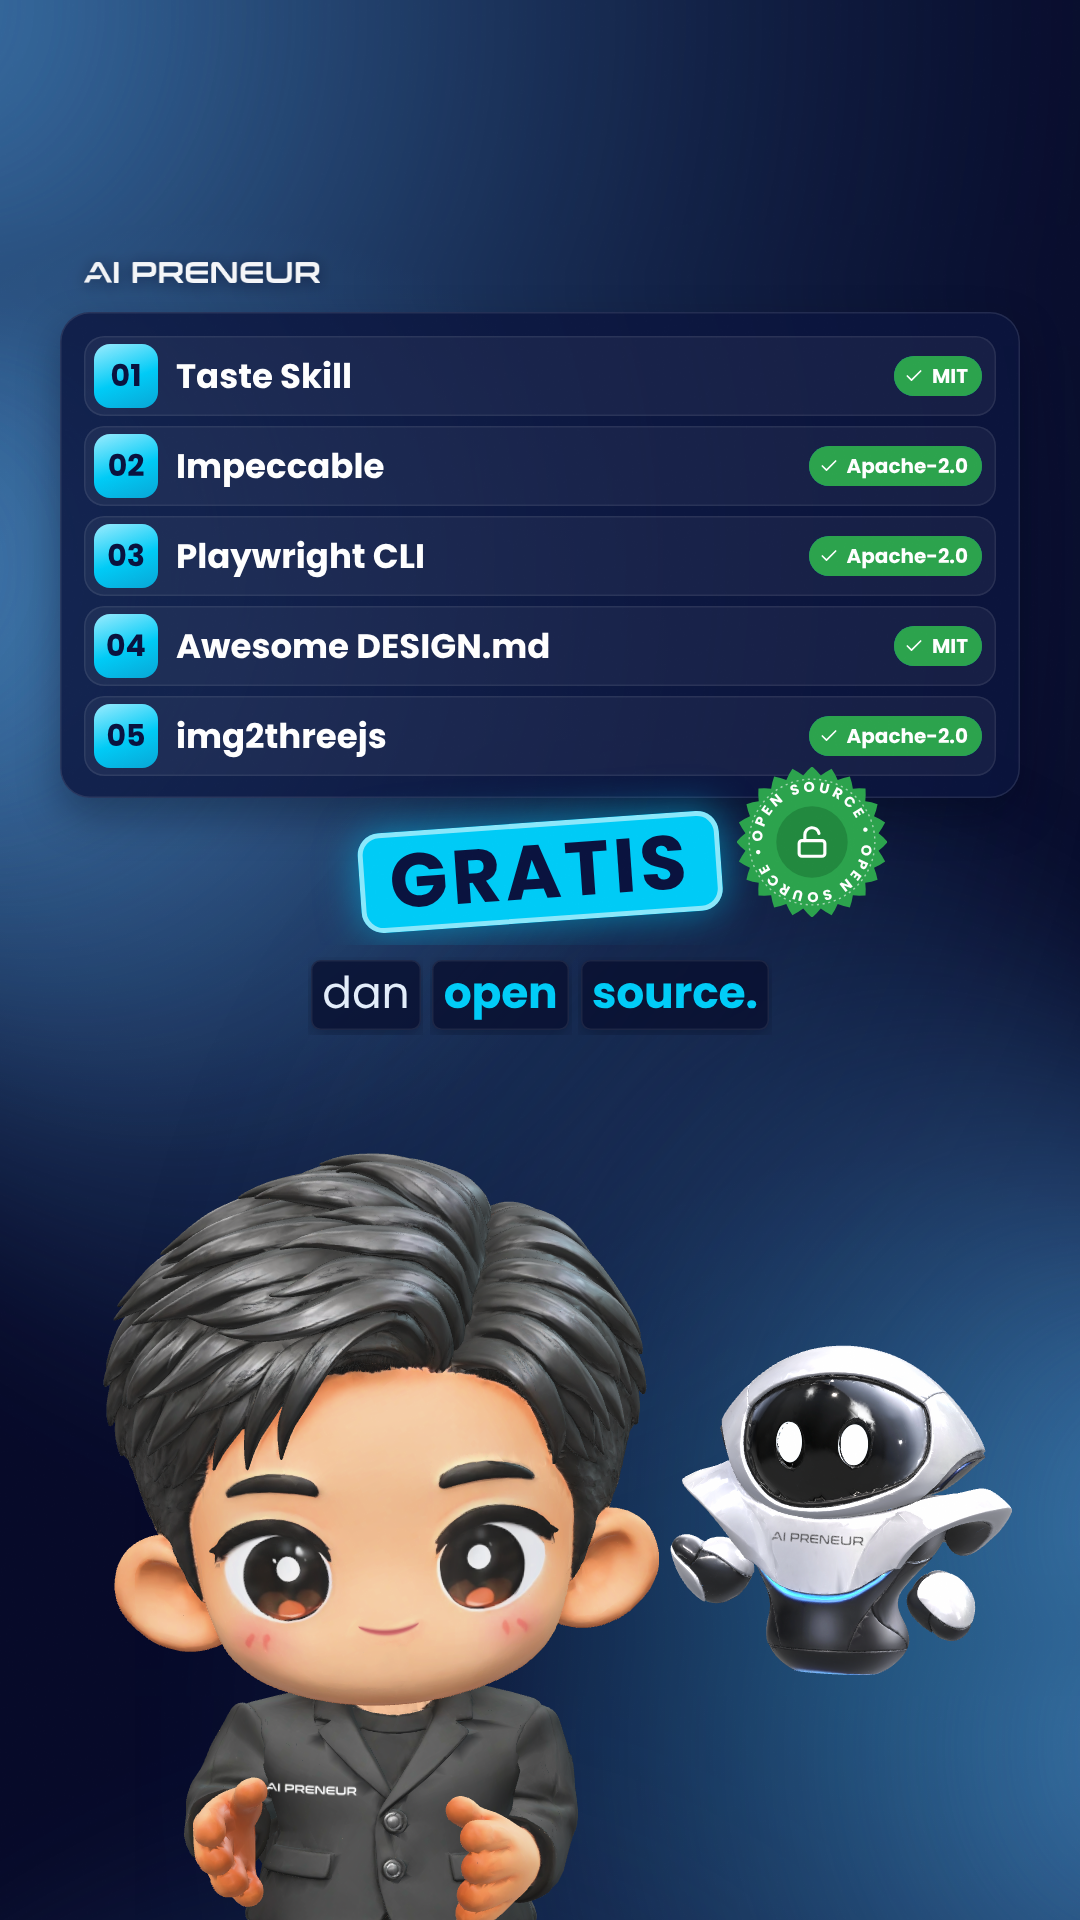 AI PRENEUR
01 Taste Skill MIT
02 Impeccable Apache-2.0
03 Playwright CLI Apache-2.0
04 Awesome DESIGN.md MIT
05 img2threejs Apache-2.0
GRATIS
OPEN SOURCE • OPEN SOURCE •
dan open source.
AI PRENEUR
AI PRENEUR